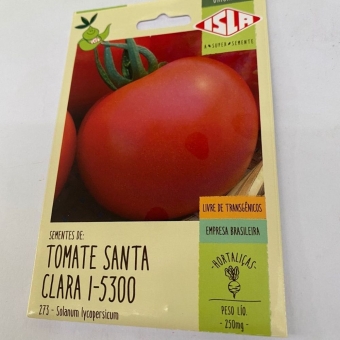 ISLA
A SUPER SEMENTE
LIVRE DE TRANSGÊNICOS
EMPRESA BRASILEIRA
SEMENTES DE:
TOMATE SANTA
CLARA I-5300
273 - Solanum lycopersicum
HORTALIÇAS
ISLA
PESO LÍQ.
250mg